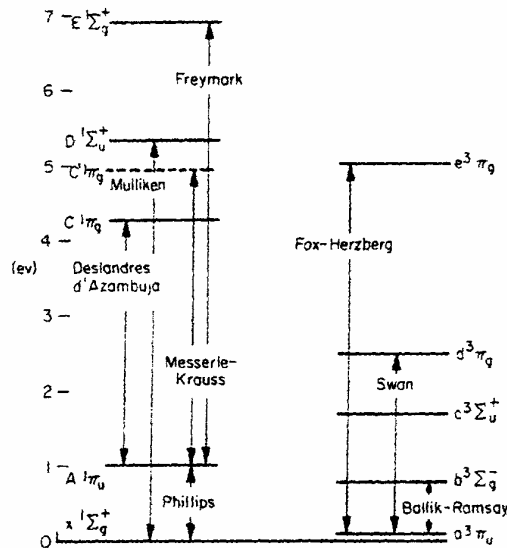 7
E ¹Σg⁺
Freymark
6
D ¹Σu⁺
5
C' ¹πg
Mulliken
e³πg
C ¹πg
4
Fox-Herzberg
(ev)
Deslandres
d'Azambuja
3
d³πg
Messerle-
Krauss
Swan
2
c³Σu⁺
1
A ¹πu
b³Σg⁻
Phillips
Ballik-Ramsay
x ¹Σg⁺
a³πu
0